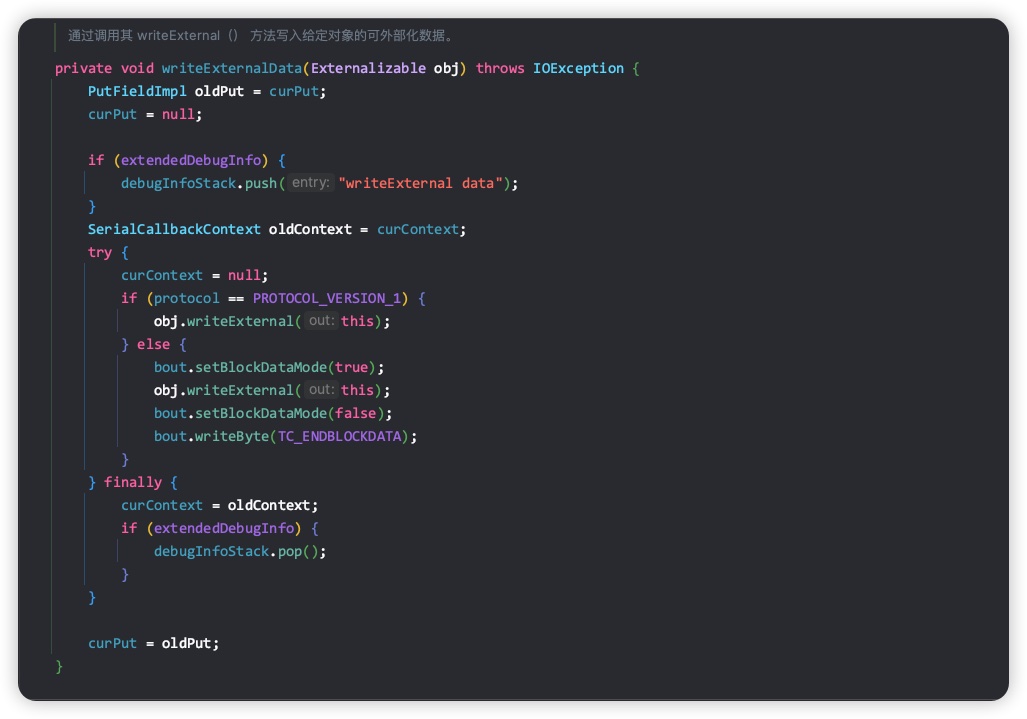 通过调用其 writeExternal () 方法写入给定对象的可外部化数据。
private void writeExternalData(Externalizable obj) throws IOException {
    PutFieldImpl oldPut = curPut;
    curPut = null;

    if (extendedDebugInfo) {
        debugInfoStack.push( entry: "writeExternal data");
    }
    SerialCallbackContext oldContext = curContext;
    try {
        curContext = null;
        if (protocol == PROTOCOL_VERSION_1) {
            obj.writeExternal( out: this);
        } else {
            bout.setBlockDataMode(true);
            obj.writeExternal( out: this);
            bout.setBlockDataMode(false);
            bout.writeByte(TC_ENDBLOCKDATA);
        }
    } finally {
        curContext = oldContext;
        if (extendedDebugInfo) {
            debugInfoStack.pop();
        }
    }

    curPut = oldPut;
}